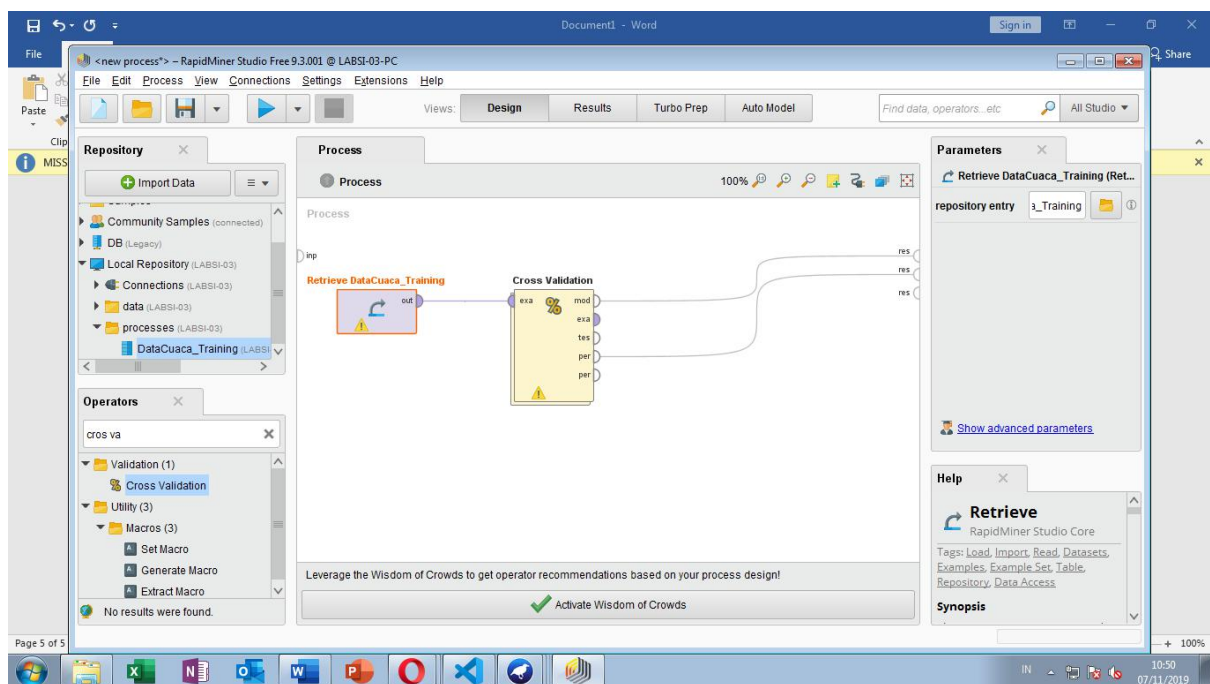 Document1 - Word
Sign in
File
Share
Paste
Clip
MISS
<new process*> – RapidMiner Studio Free 9.3.001 @ LABSI-03-PC
File Edit Process View Connections Settings Extensions Help
Views: Design Results Turbo Prep Auto Model
Find data, operators...etc
All Studio
Repository
Import Data
Community Samples (connected)
DB (Legacy)
Local Repository (LABSI-03)
Connections (LABSI-03)
data (LABSI-03)
processes (LABSI-03)
DataCuaca_Training (LABSI
Operators
cros va
Validation (1)
Cross Validation
Utility (3)
Macros (3)
Set Macro
Generate Macro
Extract Macro
No results were found.
Process
Process
100%
Process
inp
Retrieve DataCuaca_Training
out
Cross Validation
exa
mod
exa
tes
per
per
res
res
res
Leverage the Wisdom of Crowds to get operator recommendations based on your process design!
Activate Wisdom of Crowds
Parameters
Retrieve DataCuaca_Training (Ret...
repository entry
a_Training
Show advanced parameters
Help
Retrieve
RapidMiner Studio Core
Tags: Load, Import, Read, Datasets,
Examples, Example Set, Table,
Repository, Data Access
Synopsis
Page 5 of 5
100%
IN
10:50
07/11/2019